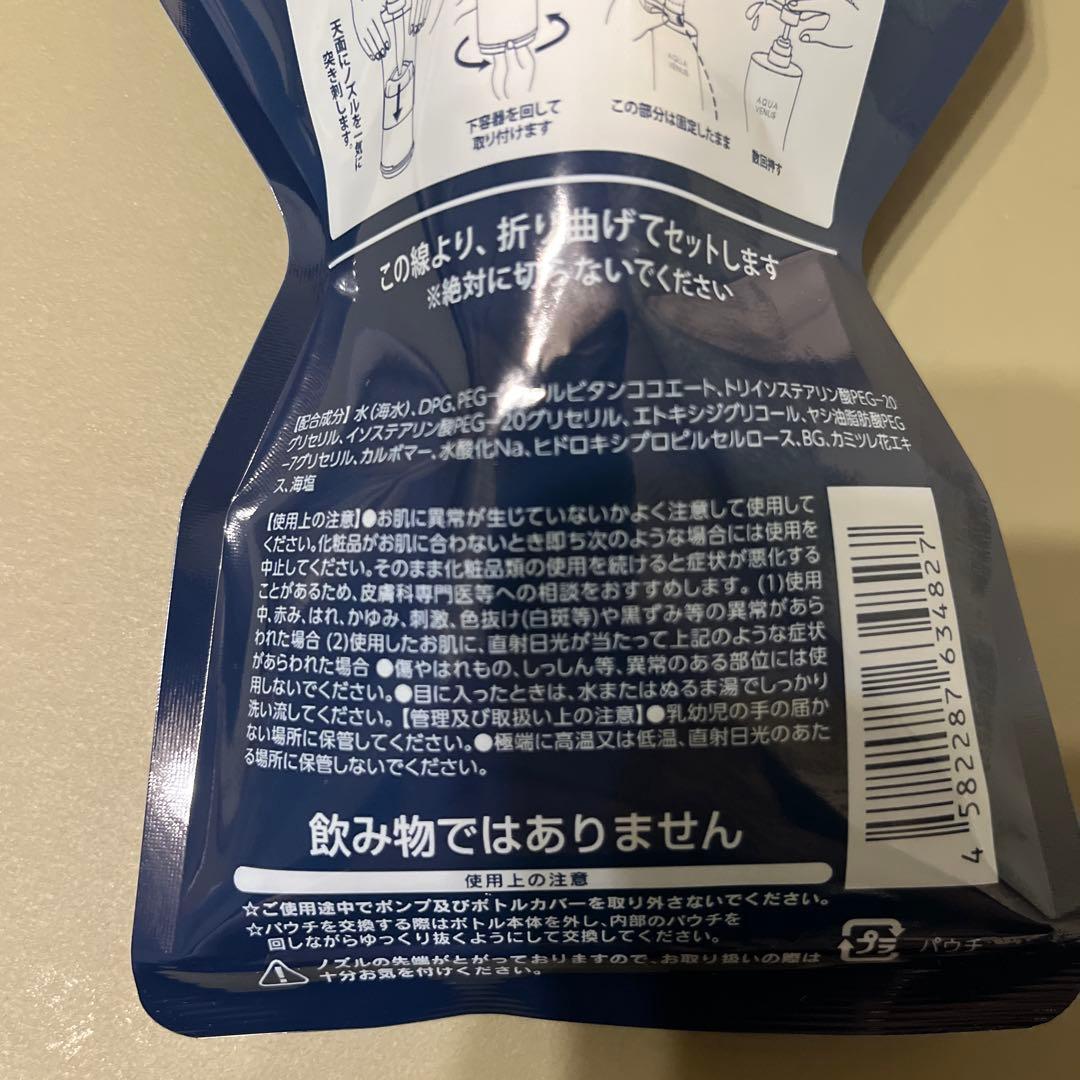 天面にノズルを一気に
突き刺します。
下容器を回して
取り付けます
AQUA
VENUS
この部分は固定したまま
AQUA
VENUS
数回押す
この線より、折り曲げてセットします
※絶対に切らないでください
【配合成分】水(海水)、DPG、PEG- ルビタンココエート、トリイソステアリン酸PEG-20
グリセリル、イソステアリン酸PEG-20グリセリル、エトキシジグリコール、ヤシ油脂肪酸PEG
-7グリセリル、カルボマー、水酸化Na、ヒドロキシプロピルセルロース、BG、カミツレ花エキ
ス、海塩
【使用上の注意】●お肌に異常が生じていないかよく注意して使用して
ください。化粧品がお肌に合わないとき即ち次のような場合には使用を
中止してください。そのまま化粧品類の使用を続けると症状が悪化する
ことがあるため、皮膚科専門医等への相談をおすすめします。(1)使用
中、赤み、はれ、かゆみ、刺激、色抜け(白斑等)や黒ずみ等の異常があら
われた場合 (2)使用したお肌に、直射日光が当たって上記のような症状
があらわれた場合 ●傷やはれもの、しっしん等、異常のある部位には使
用しないでください。●目に入ったときは、水またはぬるま湯でしっかり
洗い流してください。【管理及び取扱い上の注意】●乳幼児の手の届か
ない場所に保管してください。●極端に高温又は低温、直射日光のあた
る場所に保管しないでください。
4582287634827
飲み物ではありません
使用上の注意
☆ご使用途中でポンプ及びボトルカバーを取り外さないでください。
☆パウチを交換する際はボトル本体を外し、内部のパウチを
回しながらゆっくり抜くようにして交換してください。
ノズルの先端がとがっておりますので、お取り扱いの際は
十分お気を付けください。
プラ パウチ